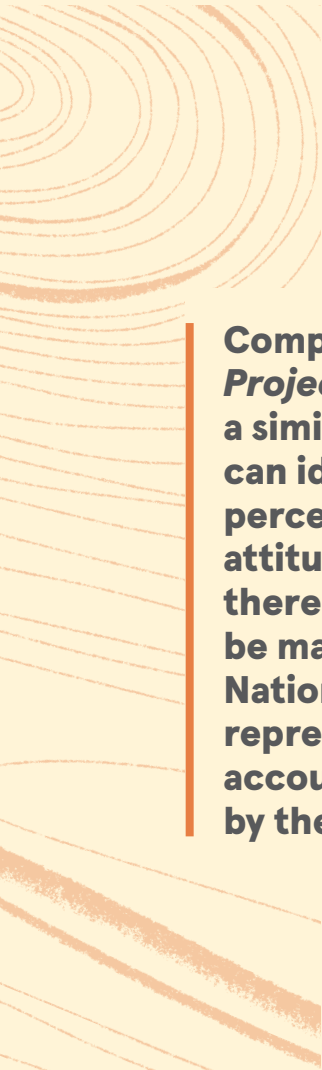 Comp
Projec
a simi
can id
perce
attitu
there
be ma
Nation
repre
accou
by the